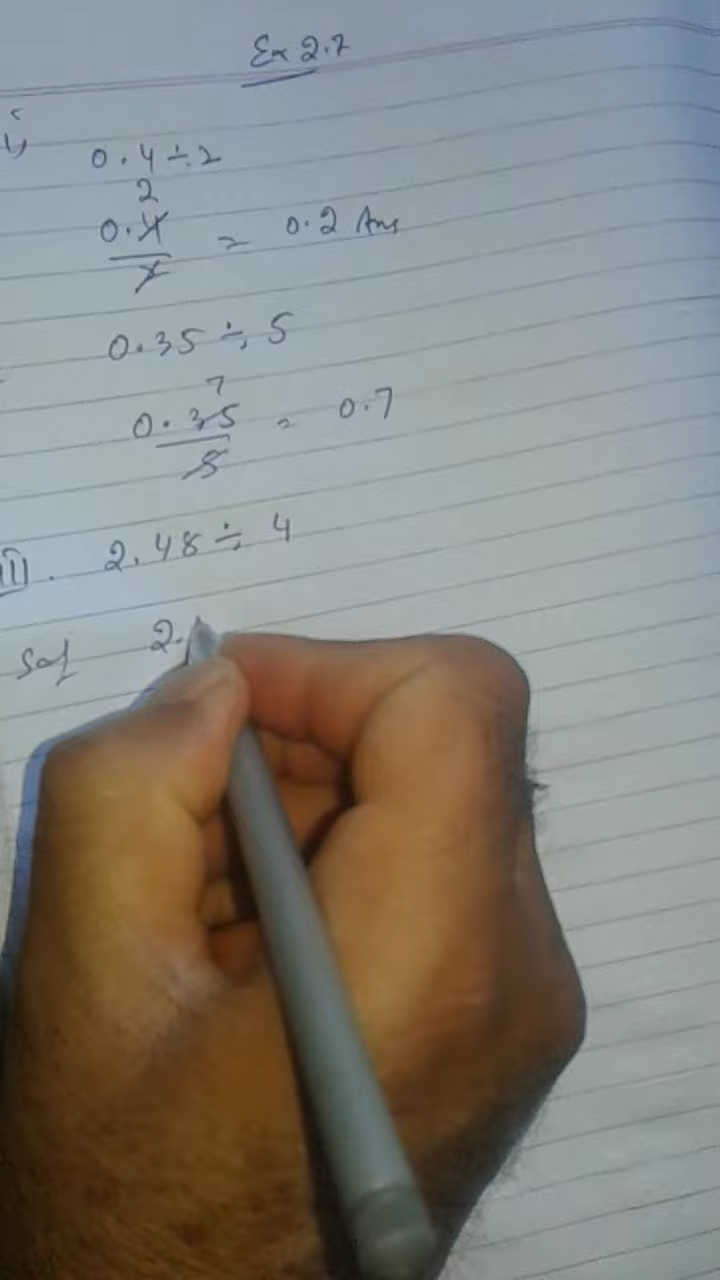 Ex 2.7
i)
0.4 ÷ 2
2
0.4
2 = 0.2 Ans
0.35 ÷ 5
7
0.35
5 = 0.7
iii). 2.48 ÷ 4
Sol 2.